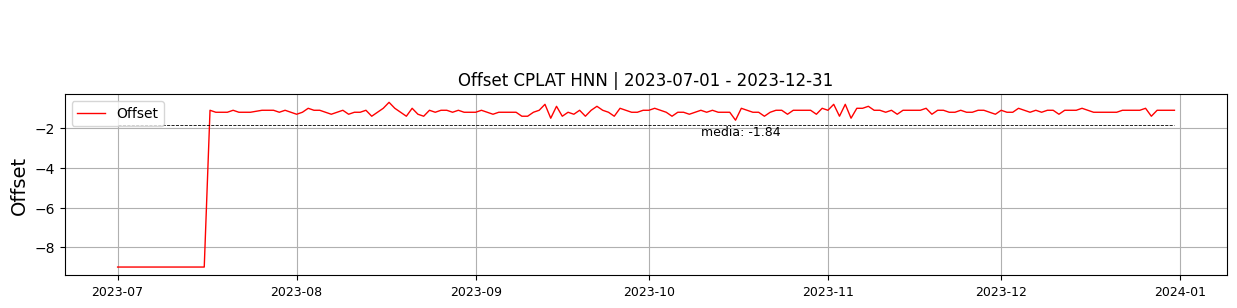 Offset CPLAT HNN | 2023-07-01 - 2023-12-31
Offset
Offset
−2
−4
−6
−8
media: -1.84
2023-07
2023-08
2023-09
2023-10
2023-11
2023-12
2024-01